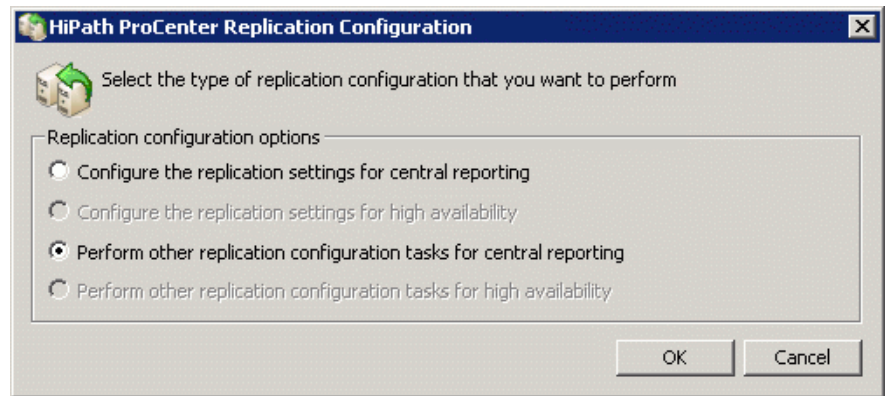 HiPath ProCenter Replication Configuration
Select the type of replication configuration that you want to perform
Replication configuration options
Configure the replication settings for central reporting
Configure the replication settings for high availability
Perform other replication configuration tasks for central reporting
Perform other replication configuration tasks for high availability
OK Cancel